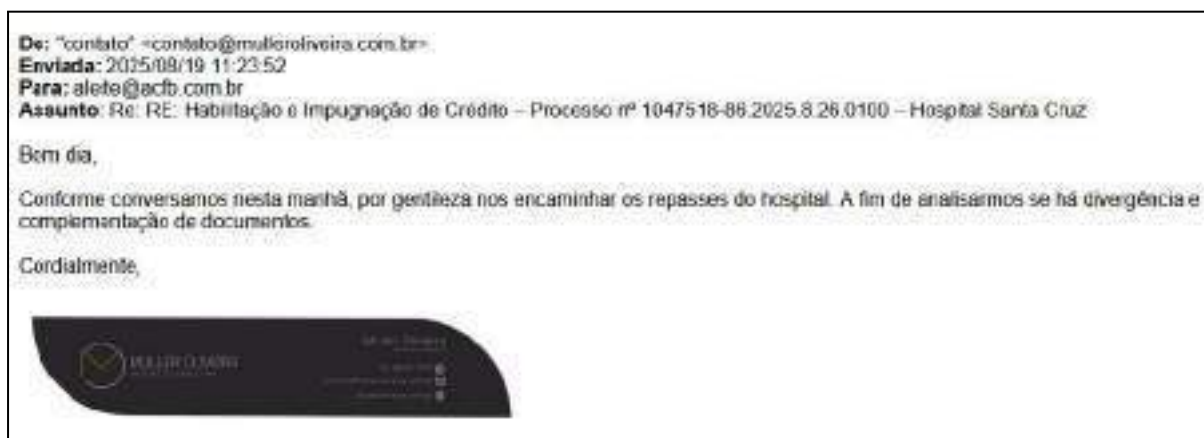 De: "contato" <contato@mulleroliveira.com.br>
Enviada: 2025/08/19 11:23:52
Para: aleite@acfb.com.br
Assunto: Re: RE: Habilitação e Impugnação de Crédito – Processo nº 1047518-86.2025.8.26.0100 – Hospital Santa Cruz
Bom dia,
Conforme conversamos nesta manhã, por gentileza nos encaminhar os repasses do hospital. A fim de analisarmos se há divergência e
complementação de documentos.
Cordialmente,
MULLER OLIVEIRA